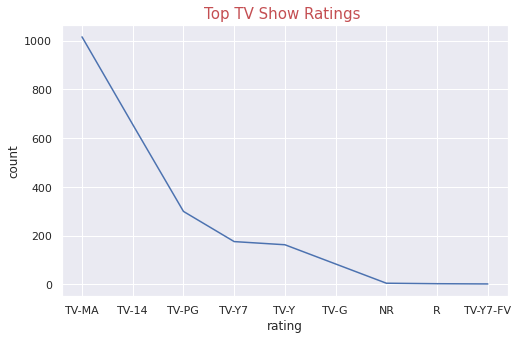 Top TV Show Ratings
1000
800
600
400
200
0
count
TV-MA TV-14 TV-PG TV-Y7 TV-Y TV-G NR R TV-Y7-FV
rating